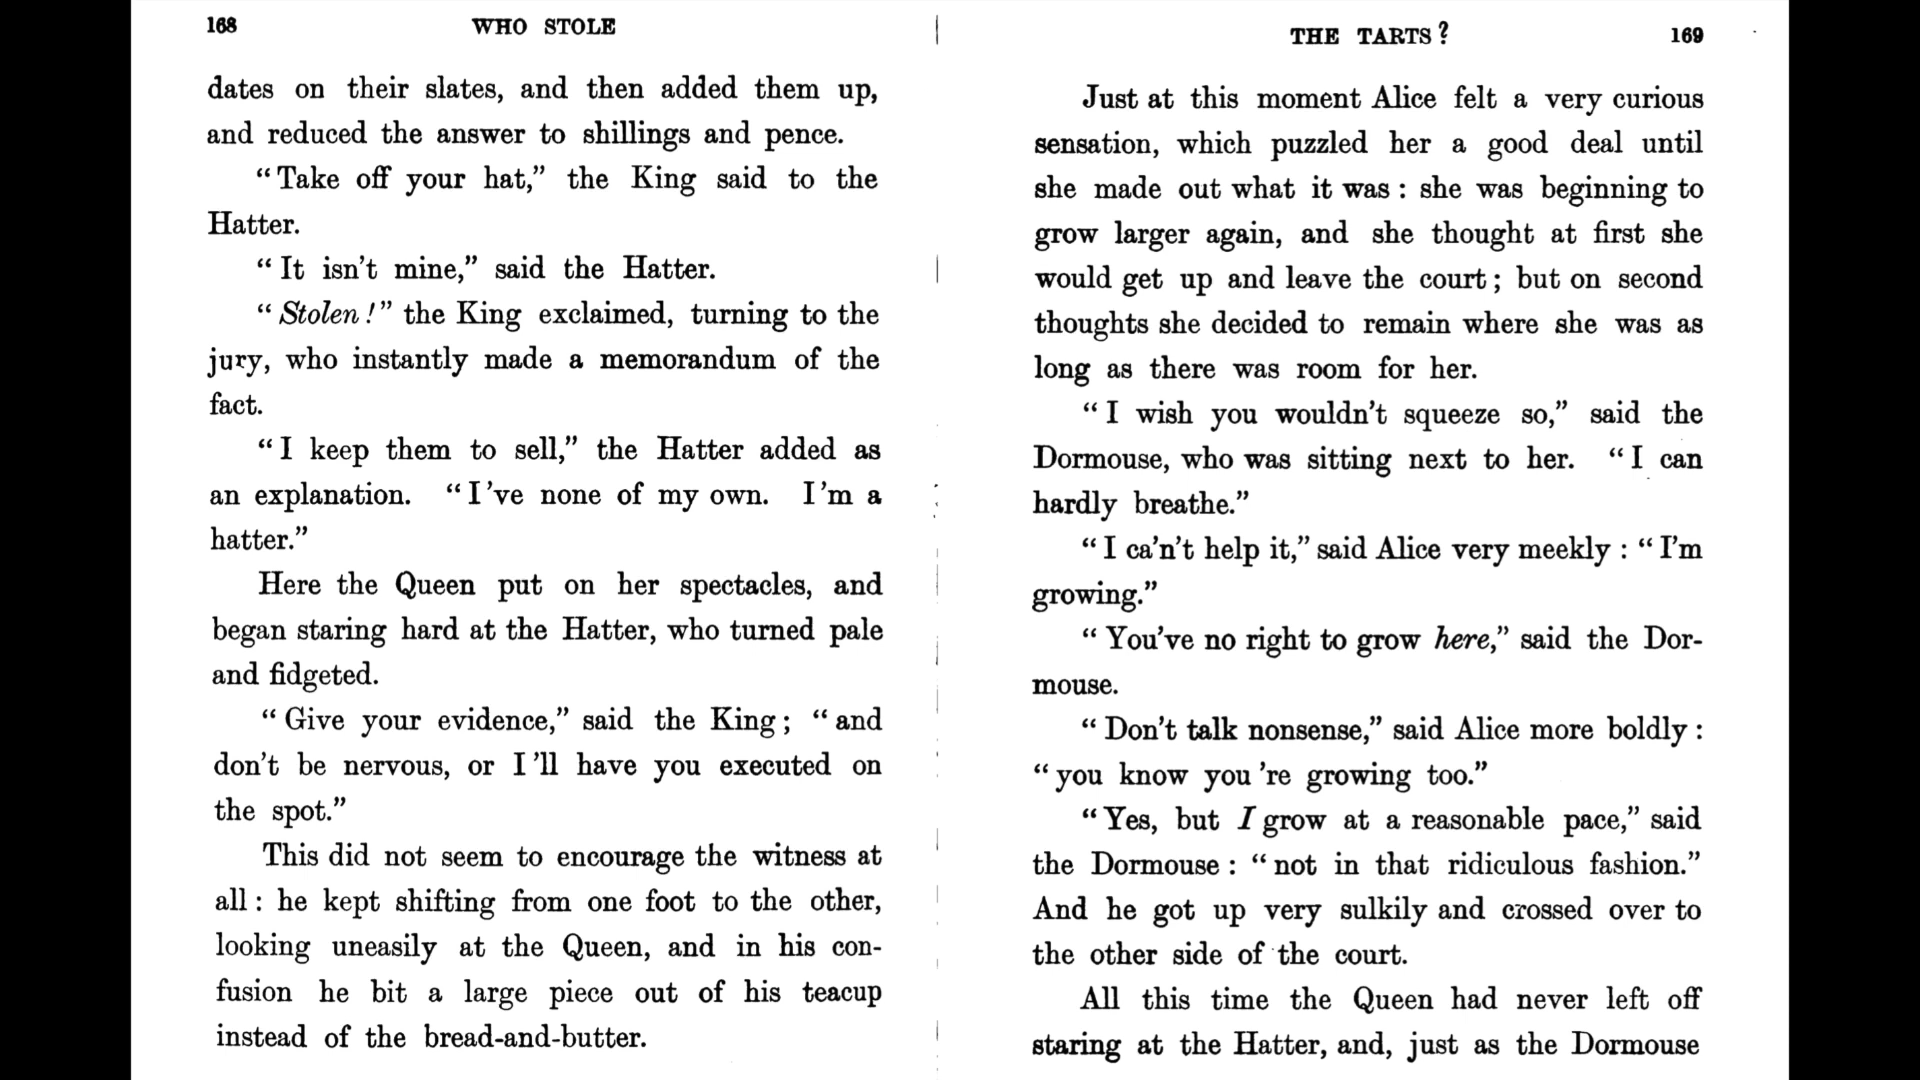 168 WHO STOLE
dates on their slates, and then added them up,
and reduced the answer to shillings and pence.
“Take off your hat,” the King said to the
Hatter.
“It isn't mine,” said the Hatter.
“Stolen!” the King exclaimed, turning to the
jury, who instantly made a memorandum of the
fact.
“I keep them to sell,” the Hatter added as
an explanation. “I've none of my own. I'm a
hatter.”
Here the Queen put on her spectacles, and
began staring hard at the Hatter, who turned pale
and fidgeted.
“Give your evidence,” said the King; “and
don't be nervous, or I'll have you executed on
the spot.”
This did not seem to encourage the witness at
all: he kept shifting from one foot to the other,
looking uneasily at the Queen, and in his con-
fusion he bit a large piece out of his teacup
instead of the bread-and-butter.
THE TARTS? 169
Just at this moment Alice felt a very curious
sensation, which puzzled her a good deal until
she made out what it was: she was beginning to
grow larger again, and she thought at first she
would get up and leave the court; but on second
thoughts she decided to remain where she was as
long as there was room for her.
“I wish you wouldn't squeeze so,” said the
Dormouse, who was sitting next to her. “I can
hardly breathe.”
“I ca'n't help it,” said Alice very meekly: “I'm
growing.”
“You've no right to grow here,” said the Dor-
mouse.
“Don't talk nonsense,” said Alice more boldly:
“you know you're growing too.”
“Yes, but I grow at a reasonable pace,” said
the Dormouse: “not in that ridiculous fashion.”
And he got up very sulkily and crossed over to
the other side of the court.
All this time the Queen had never left off
staring at the Hatter, and, just as the Dormouse